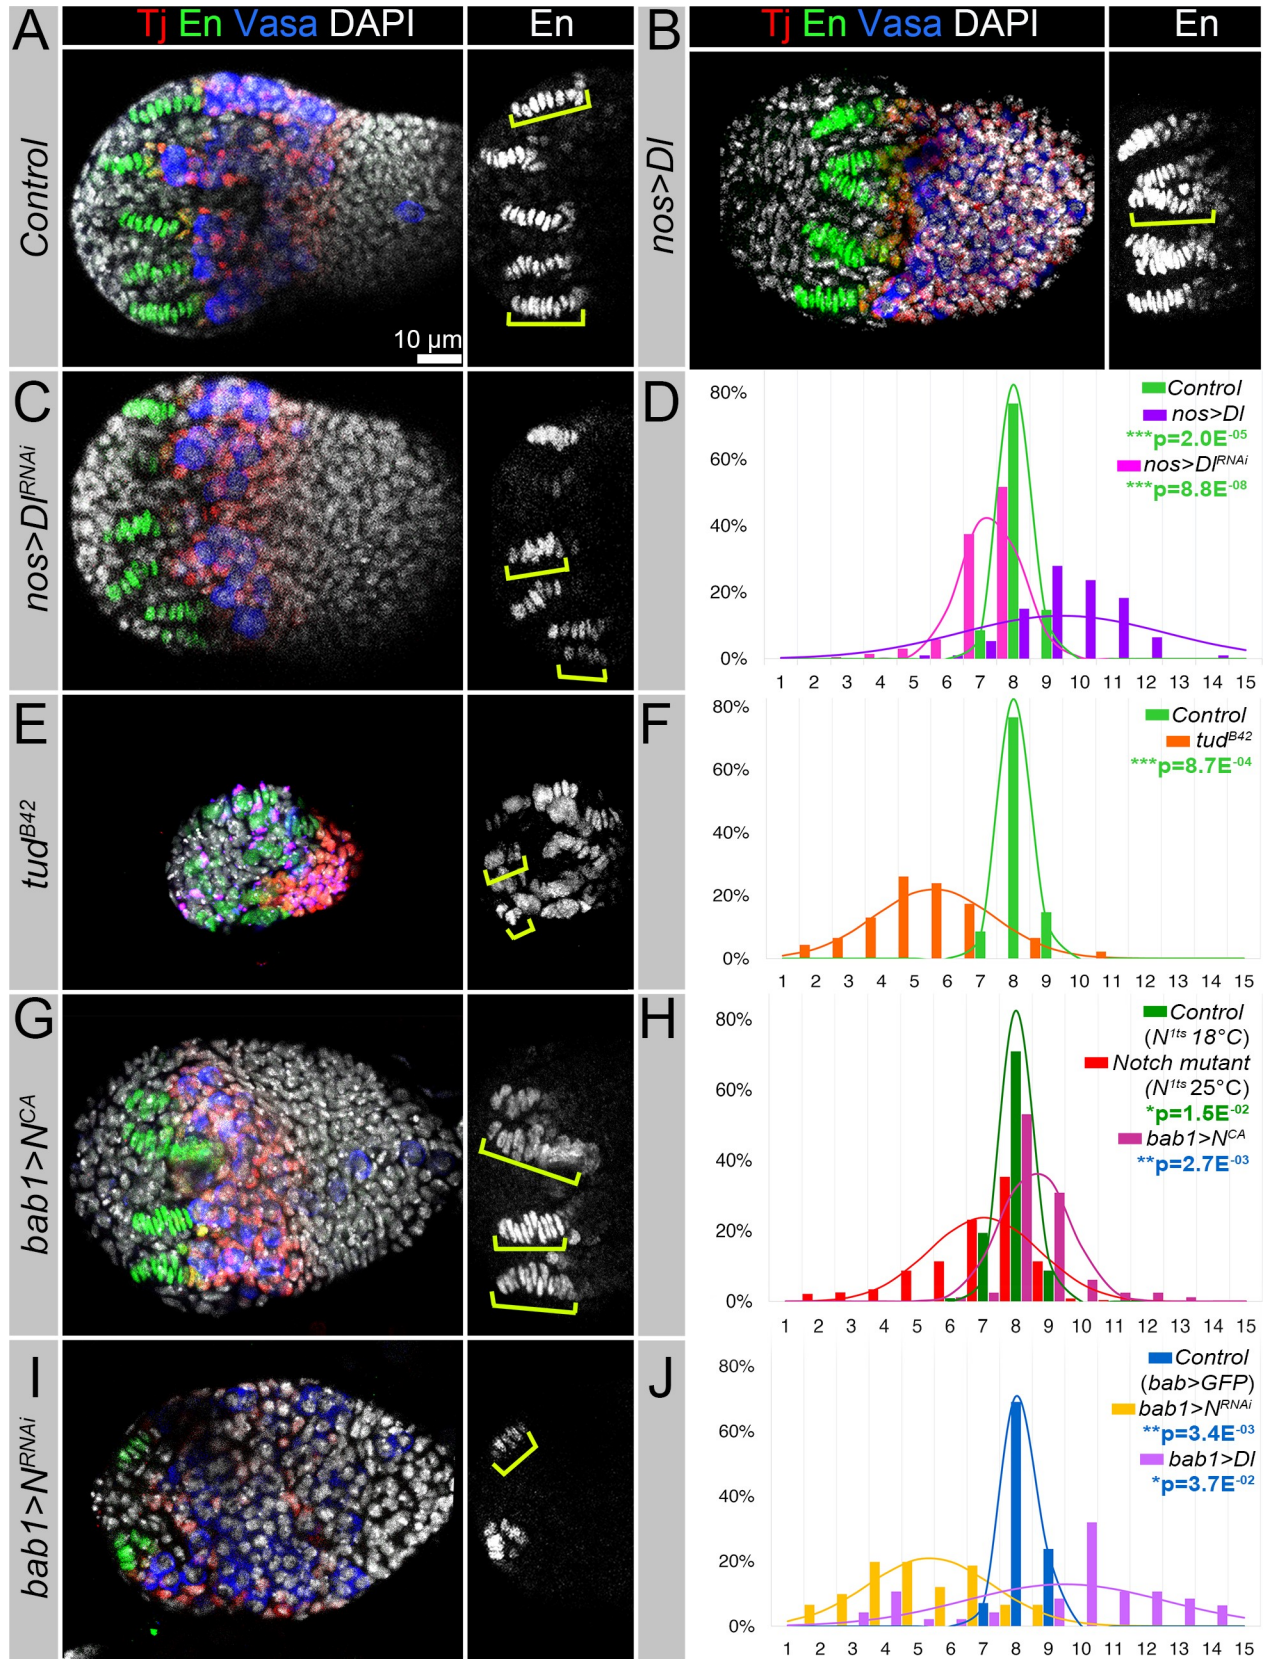 A
Tj En Vasa DAPI
En
Control
10 µm
B
Tj En Vasa DAPI
En
nos>Dl
C
nos>Dl^RNAi
D
80%
60%
40%
20%
0%
1 2 3 4 5 6 7 8 9 10 11 12 13 14 15
Control
nos>Dl
***p=2.0E^-05
nos>Dl^RNAi
***p=8.8E^-08
E
tud^B42
F
80%
60%
40%
20%
0%
1 2 3 4 5 6 7 8 9 10 11 12 13 14 15
Control
tud^B42
***p=8.7E^-04
G
bab1>N^CA
H
80%
60%
40%
20%
0%
1 2 3 4 5 6 7 8 9 10 11 12 13 14 15
Control
(N^1ts 18°C)
Notch mutant
(N^1ts 25°C)
*p=1.5E^-02
bab1>N^CA
**p=2.7E^-03
I
bab1>N^RNAi
J
80%
60%
40%
20%
0%
1 2 3 4 5 6 7 8 9 10 11 12 13 14 15
Control
(bab>GFP)
bab1>N^RNAi
**p=3.4E^-03
bab1>Dl
*p=3.7E^-02